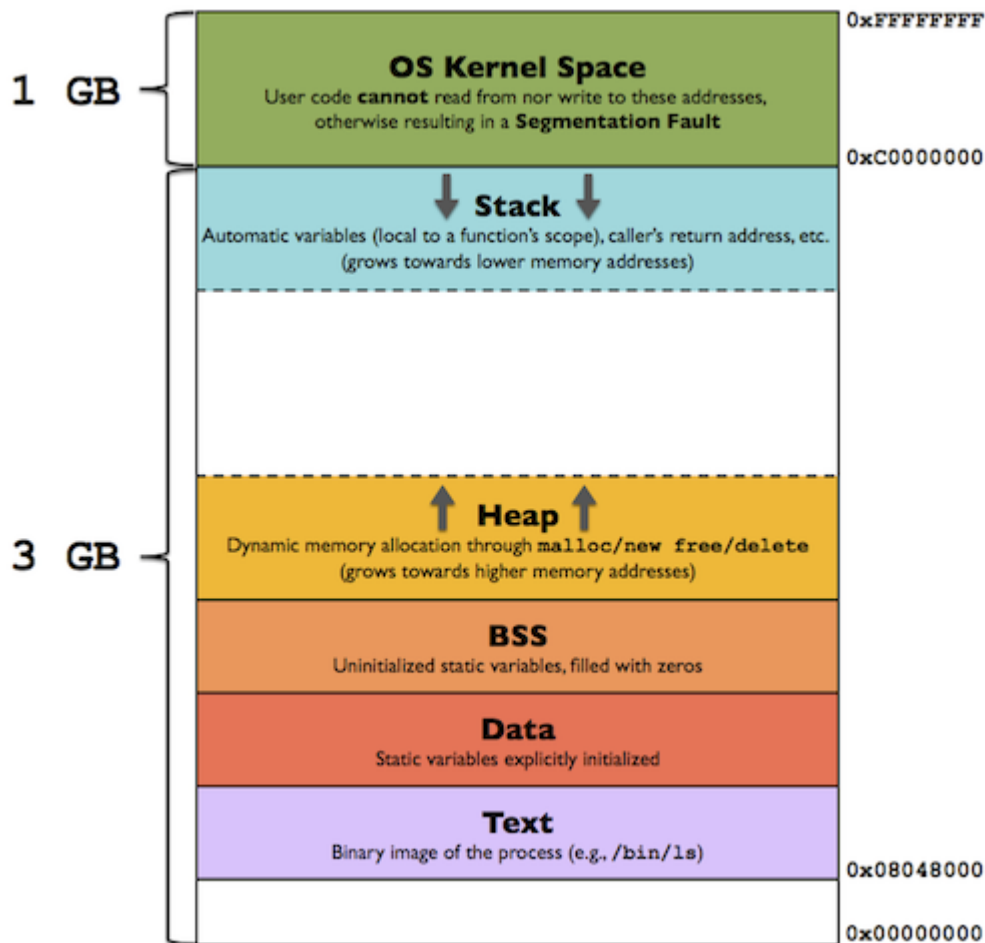 0xFFFFFFFF
OS Kernel Space
1 GB
User code cannot read from nor write to these addresses,
otherwise resulting in a Segmentation Fault
0xC0000000
Stack
Automatic variables (local to a function's scope), caller's return address, etc.
(grows towards lower memory addresses)
Heap
3 GB
Dynamic memory allocation through malloc/new free/delete
(grows towards higher memory addresses)
BSS
Uninitialized static variables, filled with zeros
Data
Static variables explicitly initialized
Text
Binary image of the process (e.g., /bin/ls)
0x08048000
0x00000000